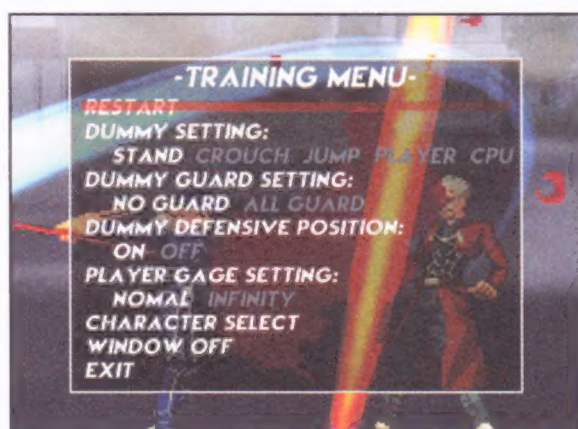 -TRAINING MENU-
RESTART
DUMMY SETTING:
STAND CROUCH JUMP PLAYER CPU
DUMMY GUARD SETTING:
NO GUARD ALL GUARD
DUMMY DEFENSIVE POSITION:
ON OFF
PLAYER GAGE SETTING:
NOMAL INFINITY
CHARACTER SELECT
WINDOW OFF
EXIT